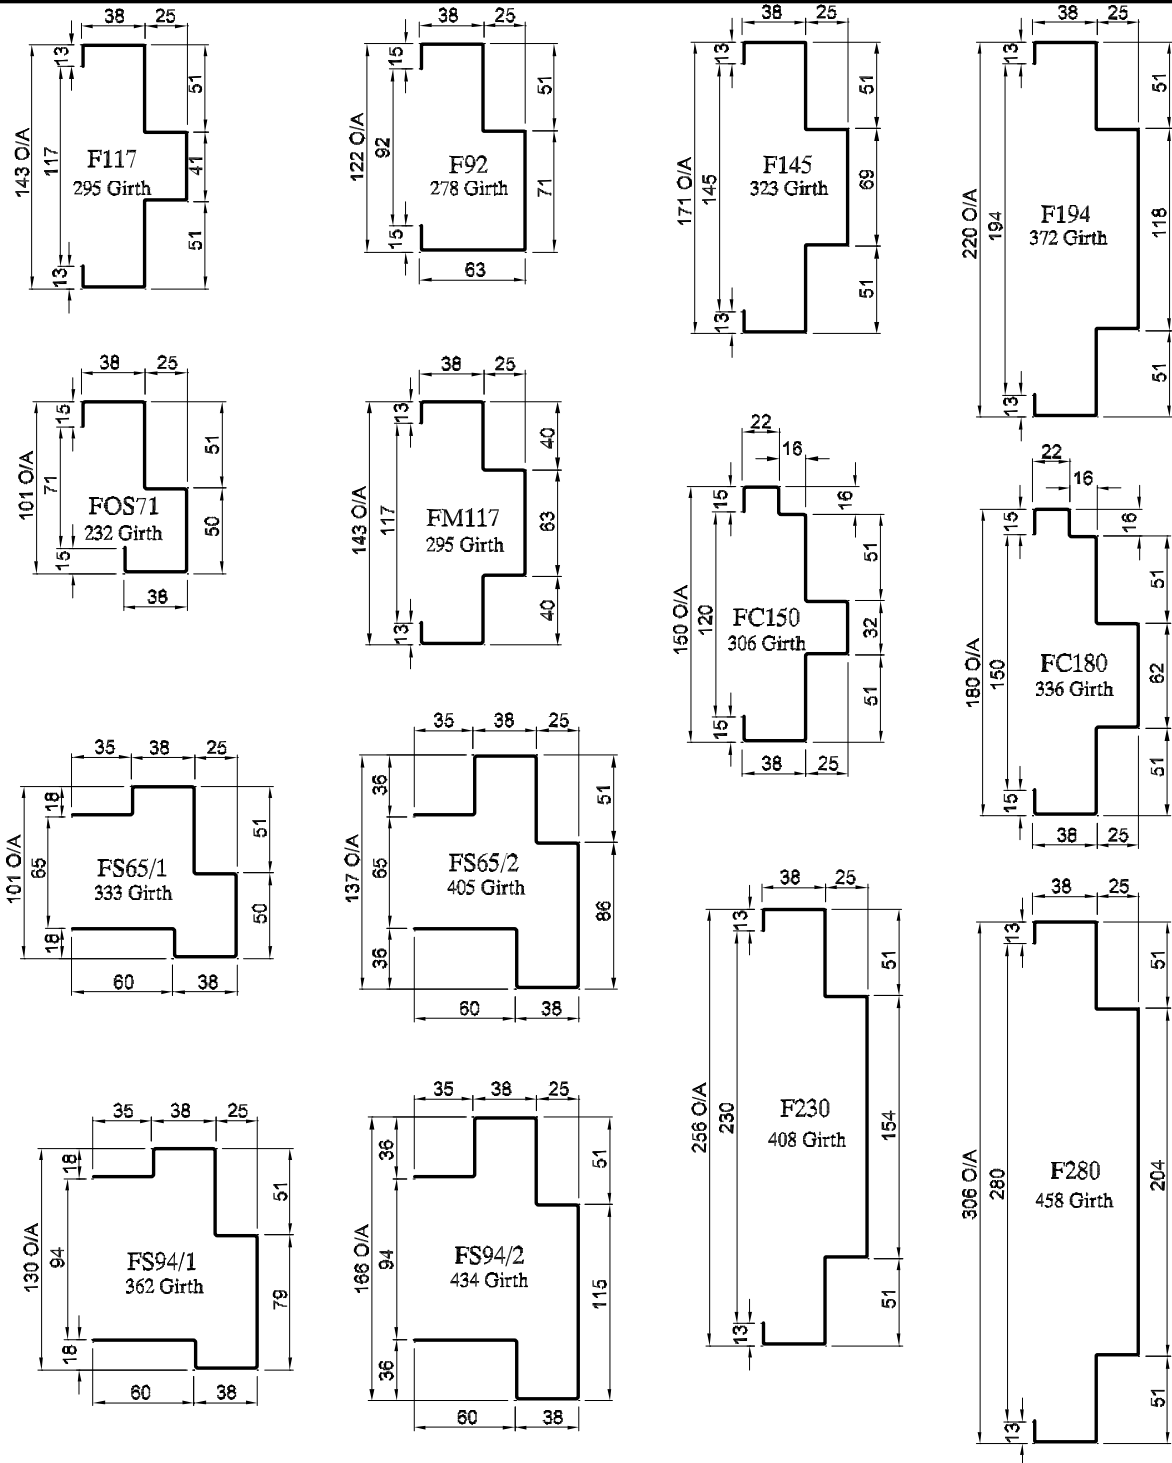 38 25
13
51
143 O/A
117
41
F117
295 Girth
51
13
38 25
15
51
122 O/A
92
F92
278 Girth
71
15
63
38 25
13
51
171 O/A
145
F145
323 Girth
69
51
13
38 25
13
51
220 O/A
194
F194
372 Girth
118
51
13
38 25
15
51
101 O/A
71
FOS71
232 Girth
50
15
38
38 25
13
40
143 O/A
117
FM117
295 Girth
63
40
13
22
16
15
16
51
150 O/A
120
FC150
306 Girth
32
51
15
38 25
22
16
15
16
51
180 O/A
150
FC180
336 Girth
62
51
15
38 25
35 38 25
18
51
101 O/A
65
FS65/1
333 Girth
50
18
60 38
35 38 25
36
51
137 O/A
65
FS65/2
405 Girth
86
36
60 38
38 25
13
51
256 O/A
230
F230
408 Girth
154
51
13
38 25
13
51
306 O/A
280
F280
458 Girth
204
51
13
35 38 25
18
51
130 O/A
94
FS94/1
362 Girth
79
18
60 38
35 38 25
36
51
166 O/A
94
FS94/2
434 Girth
115
36
60 38